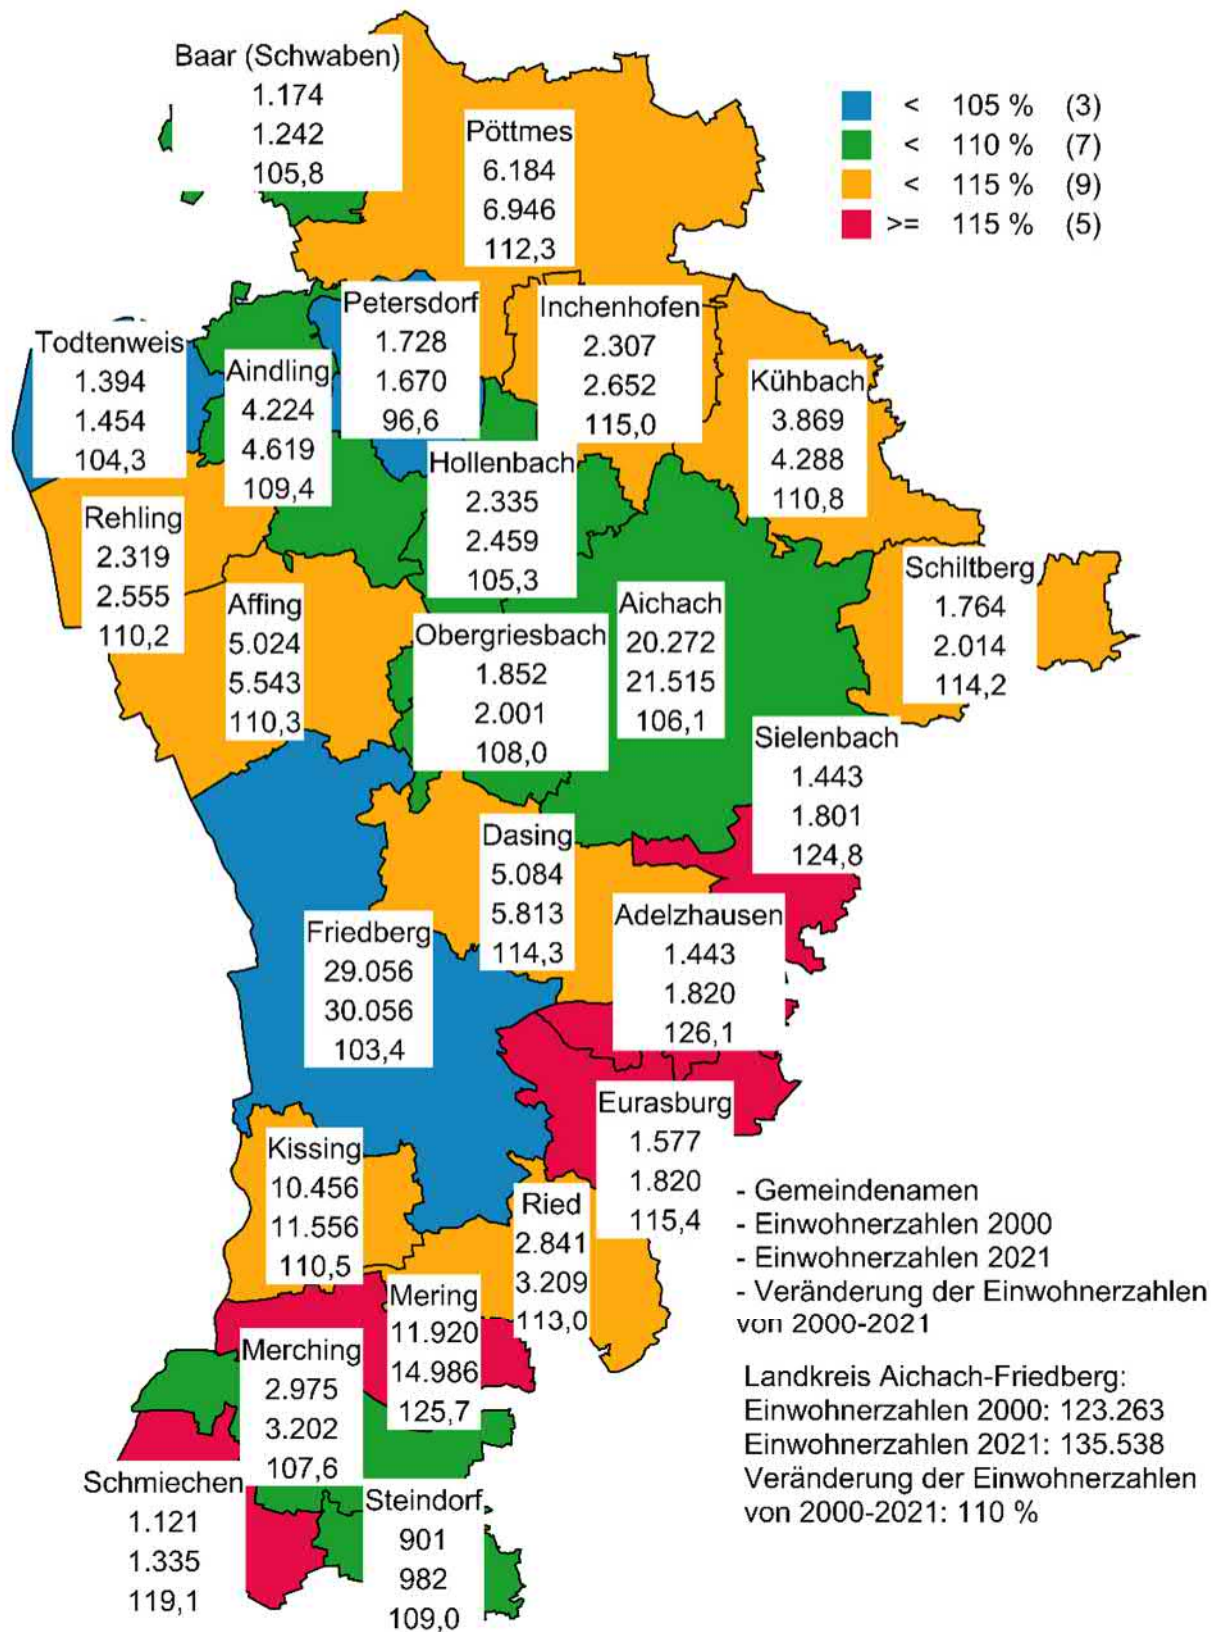 Baar (Schwaben)
1.174
1.242
105,8
Pöttmes
6.184
6.946
112,3
< 105 % (3)
< 110 % (7)
< 115 % (9)
>= 115 % (5)
Todtenweis
1.394
1.454
104,3
Aindling
4.224
4.619
109,4
Petersdorf
1.728
1.670
96,6
Inchenhofen
2.307
2.652
115,0
Kühbach
3.869
4.288
110,8
Hollenbach
2.335
2.459
105,3
Rehling
2.319
2.555
110,2
Affing
5.024
5.543
110,3
Obergriesbach
1.852
2.001
108,0
Aichach
20.272
21.515
106,1
Schiltberg
1.764
2.014
114,2
Sielenbach
1.443
1.801
124,8
Dasing
5.084
5.813
114,3
Adelzhausen
1.443
1.820
126,1
Friedberg
29.056
30.056
103,4
Eurasburg
1.577
1.820
115,4
Kissing
10.456
11.556
110,5
Ried
2.841
3.209
113,0
Mering
11.920
14.986
125,7
Merching
2.975
3.202
107,6
Schmiechen
1.121
1.335
119,1
Steindorf
901
982
109,0
- Gemeindenamen
- Einwohnerzahlen 2000
- Einwohnerzahlen 2021
- Veränderung der Einwohnerzahlen
von 2000-2021
Landkreis Aichach-Friedberg:
Einwohnerzahlen 2000: 123.263
Einwohnerzahlen 2021: 135.538
Veränderung der Einwohnerzahlen
von 2000-2021: 110 %